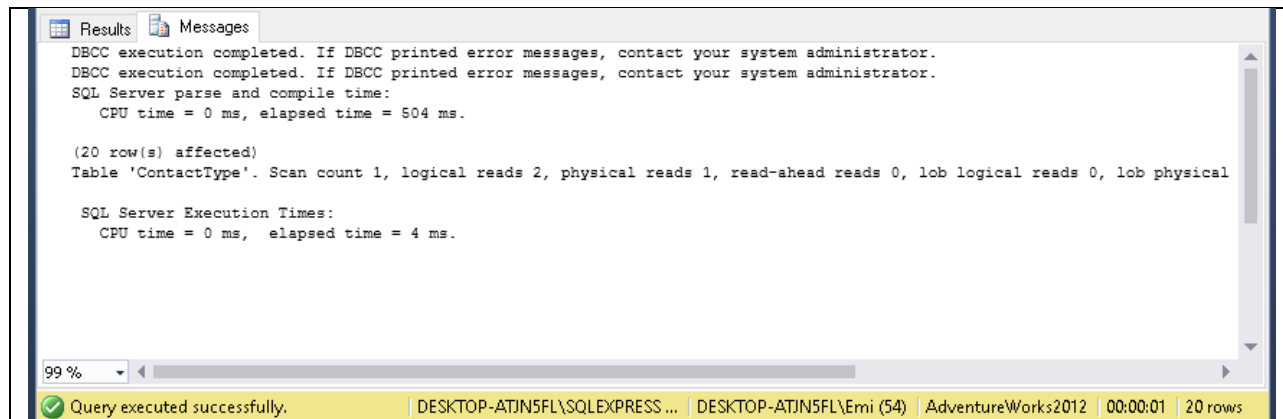 Results Messages
DBCC execution completed. If DBCC printed error messages, contact your system administrator.
DBCC execution completed. If DBCC printed error messages, contact your system administrator.
SQL Server parse and compile time:
CPU time = 0 ms, elapsed time = 504 ms.
(20 row(s) affected)
Table 'ContactType'. Scan count 1, logical reads 2, physical reads 1, read-ahead reads 0, lob logical reads 0, lob physical
SQL Server Execution Times:
CPU time = 0 ms, elapsed time = 4 ms.
99 %
Query executed successfully. DESKTOP-ATJN5FL\SQLEXPRESS ... DESKTOP-ATJN5FL\Emi (54) AdventureWorks2012 00:00:01 20 rows